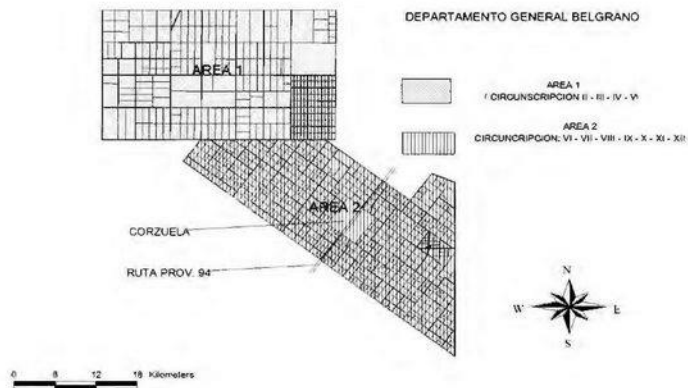 DEPARTAMENTO GENERAL BELGRANO
AREA 1
AREA 1
( CIRCUNSCRIPCION II - III - IV - V)
AREA 2
CIRCUNCRIPCION: VI - VII - VIII - IX - X - XI - XII
AREA 2
CORZUELA
RUTA PROV. 94
N
W
E
S
0 6 12 18 Kilometers